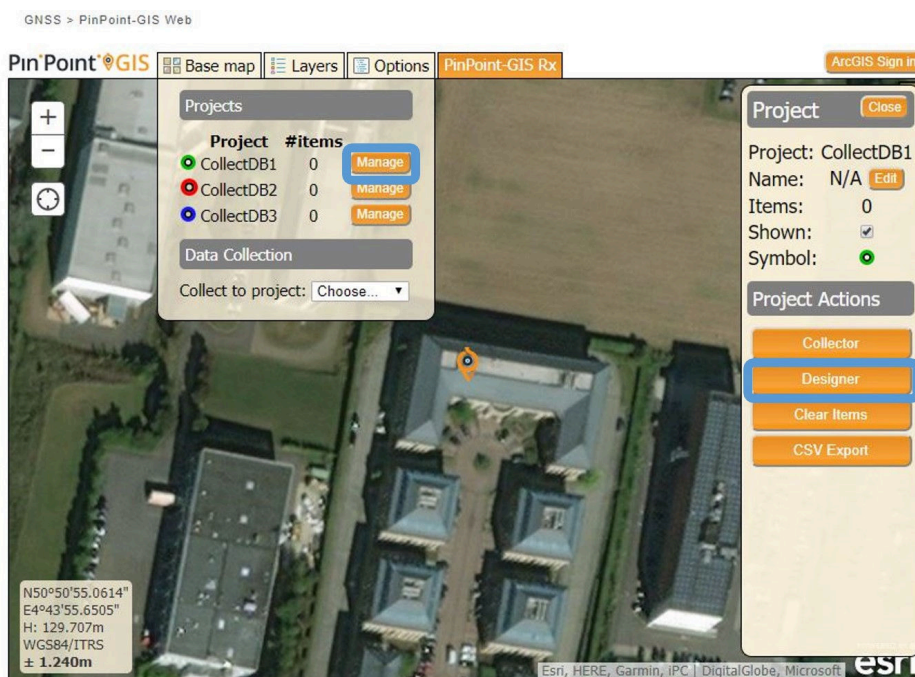 GNSS > PinPoint-GIS Web
PinPoint GIS Base map Layers Options PinPoint-GIS Rx ArcGIS Sign in
Projects
Project #items
CollectDB1 0 Manage
CollectDB2 0 Manage
CollectDB3 0 Manage
Data Collection
Collect to project: Choose...
Project Close
Project: CollectDB1
Name: N/A Edit
Items: 0
Shown:
Symbol:
Project Actions
Collector
Designer
Clear Items
CSV Export
N50°50'55.0614"
E4°43'55.6505"
H: 129.707m
WGS84/ITRS
± 1.240m
Esri, HERE, Garmin, iPC | DigitalGlobe, Microsoft
esri